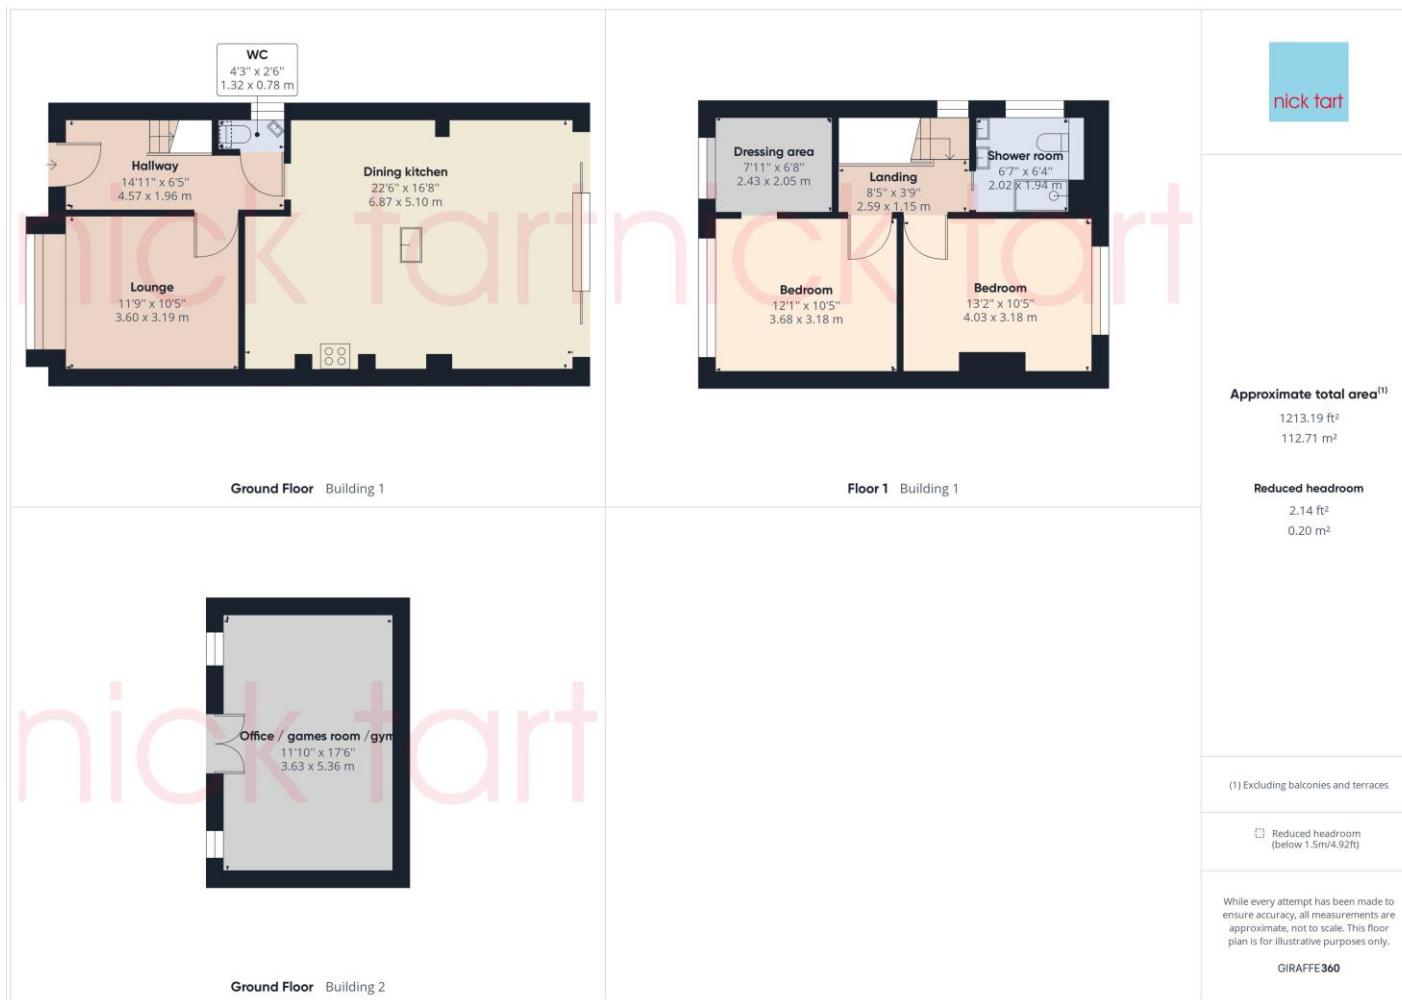 WC
4'3" x 2'6"
1.32 x 0.78 m
Hallway
14'11" x 6'5"
4.57 x 1.96 m
Dining kitchen
22'6" x 16'8"
6.87 x 5.10 m
Lounge
11'9" x 10'5"
3.60 x 3.19 m
nick tart
Ground Floor Building 1
Dressing area
7'11" x 6'8"
2.43 x 2.05 m
Landing
8'5" x 3'9"
2.59 x 1.15 m
Shower room
6'7" x 6'4"
2.02 x 1.94 m
Bedroom
12'1" x 10'5"
3.68 x 3.18 m
Bedroom
13'2" x 10'5"
4.03 x 3.18 m
nick tart
Floor 1 Building 1
Office / games room /gym
11'10" x 17'6"
3.63 x 5.36 m
nick tart
Ground Floor Building 2
nick tart
Approximate total area(1)
1213.19 ft²
112.71 m²
Reduced headroom
2.14 ft²
0.20 m²
(1) Excluding balconies and terraces
Reduced headroom
(below 1.5m/4.92ft)
While every attempt has been made to
ensure accuracy, all measurements are
approximate, not to scale. This floor
plan is for illustrative purposes only.
GIRAFFE360